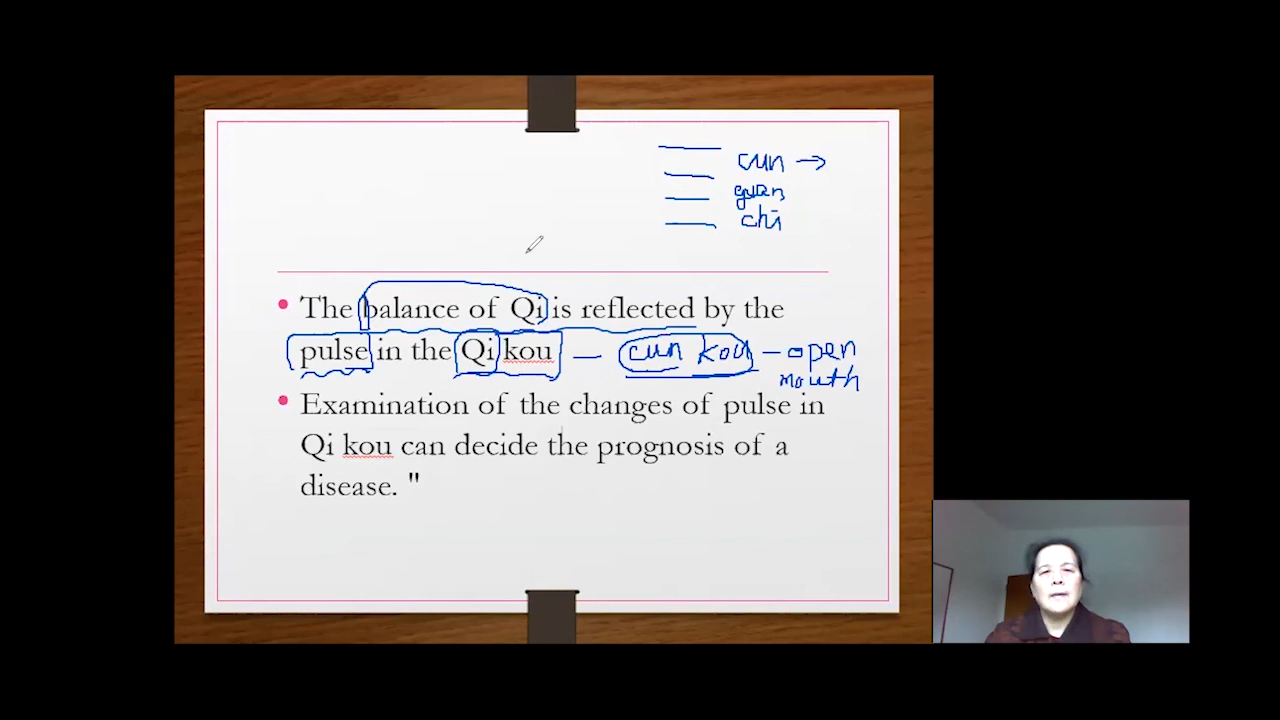 cun →
guan
chi
• The balance of Qi is reflected by the
pulse in the Qi kou — cun kou — open
mouth
• Examination of the changes of pulse in
Qi kou can decide the prognosis of a
disease. "